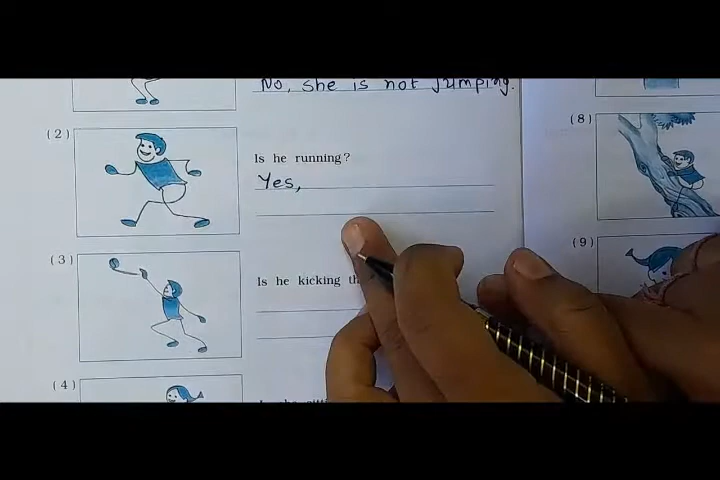 No, she is not Jumping.
(2)
Is he running?
Yes,
(8)
(3)
Is he kicking
(9)
(4)